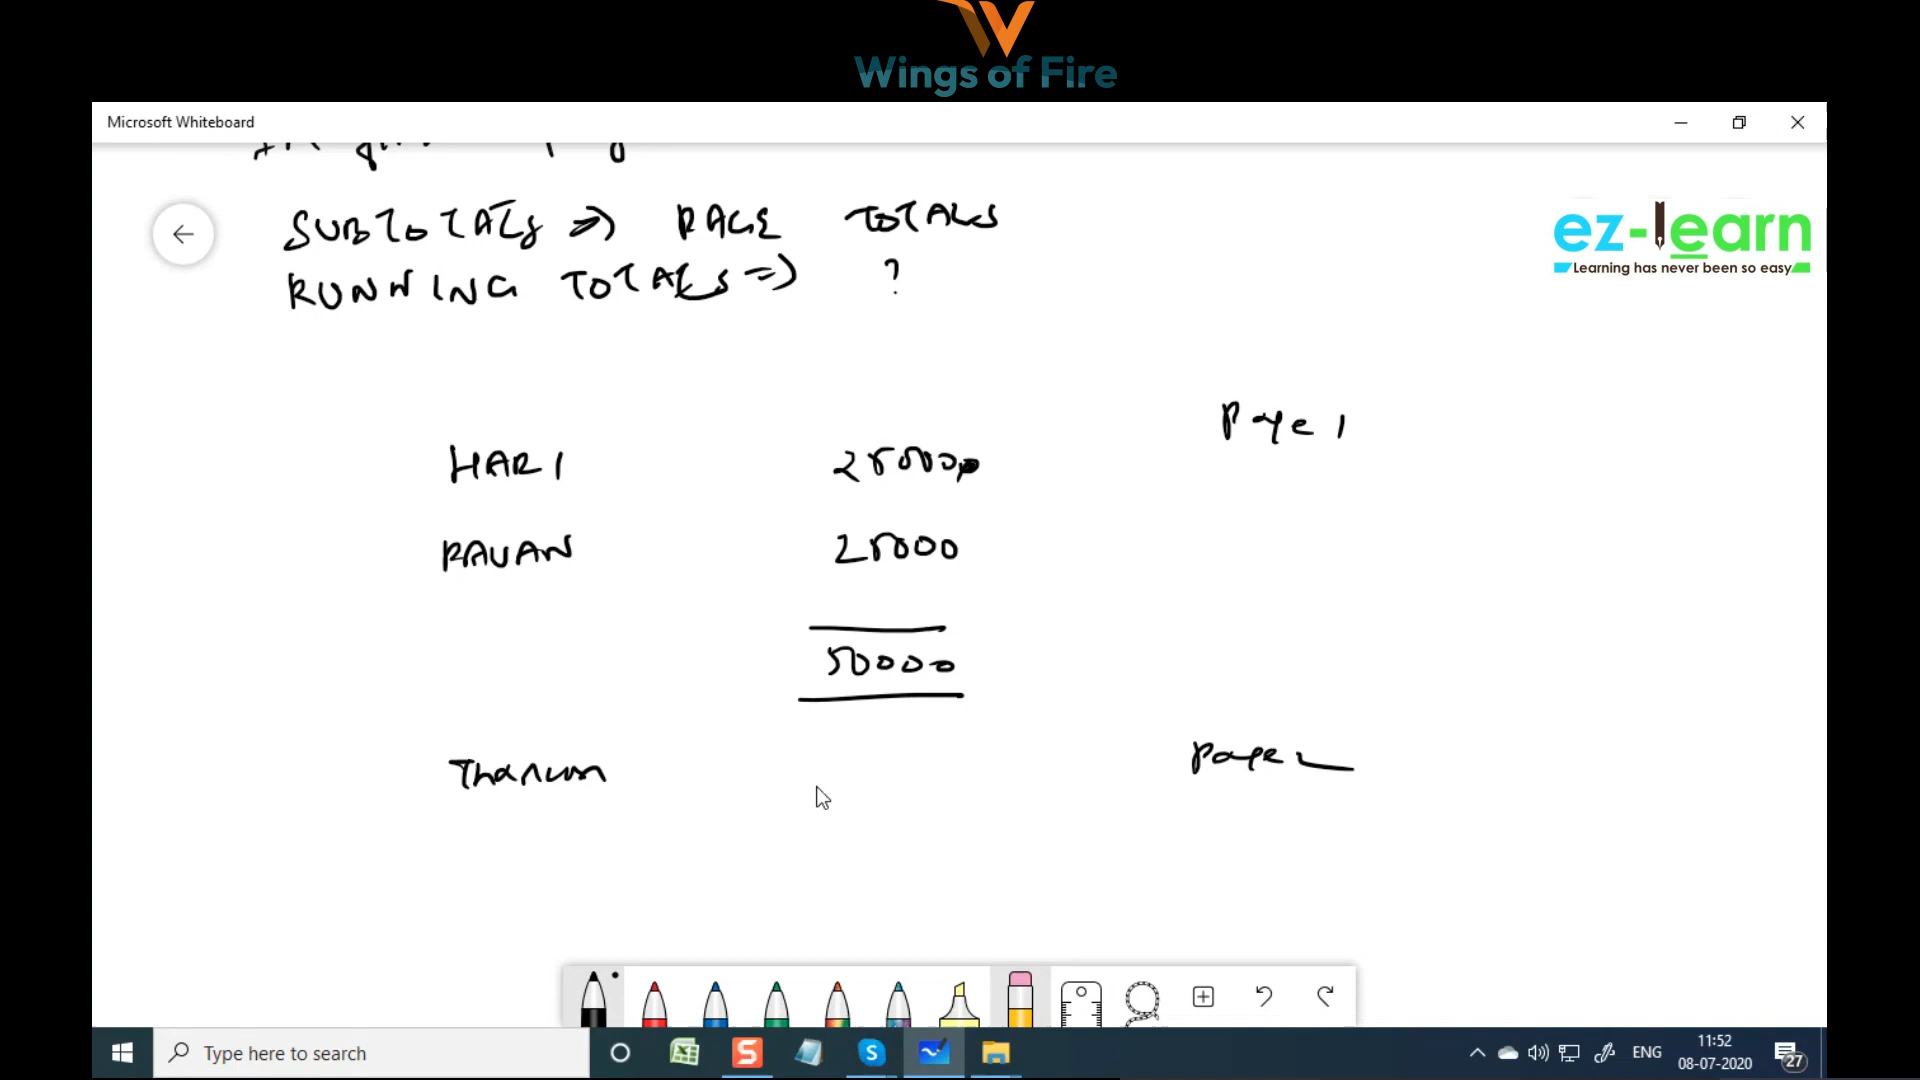 Wings of Fire
Microsoft Whiteboard
SUBTOTALS => PAGE TOTALS
RUNNING TOTALS => ?
ez-learn
Learning has never been so easy
Page 1
HARI 25000
PAVAN 25000
50000
Page 2
Type here to search
ENG
11:52
08-07-2020
27